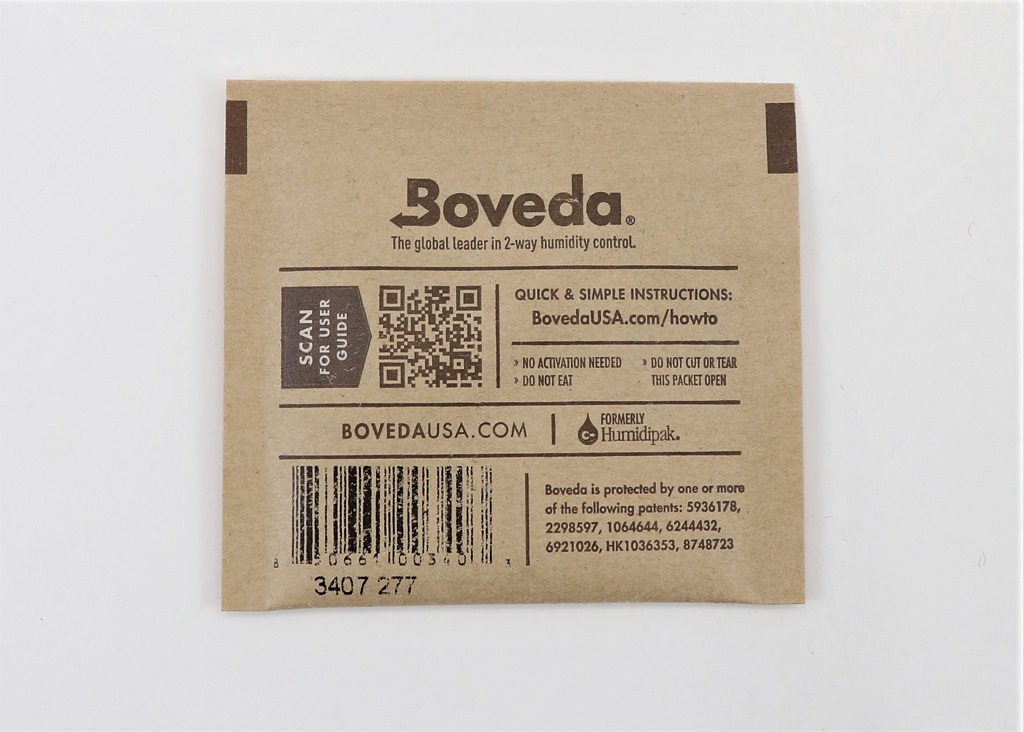 Boveda®
The global leader in 2-way humidity control.
SCAN
FOR USER
GUIDE
QUICK & SIMPLE INSTRUCTIONS:
BovedaUSA.com/howto
› NO ACTIVATION NEEDED
› DO NOT EAT
› DO NOT CUT OR TEAR
THIS PACKET OPEN
BOVEDAUSA.COM
FORMERLY
Humidipak®
Boveda is protected by one or more
of the following patents: 5936178,
2298597, 1064644, 6244432,
6921026, HK1036353, 8748723
3407 277